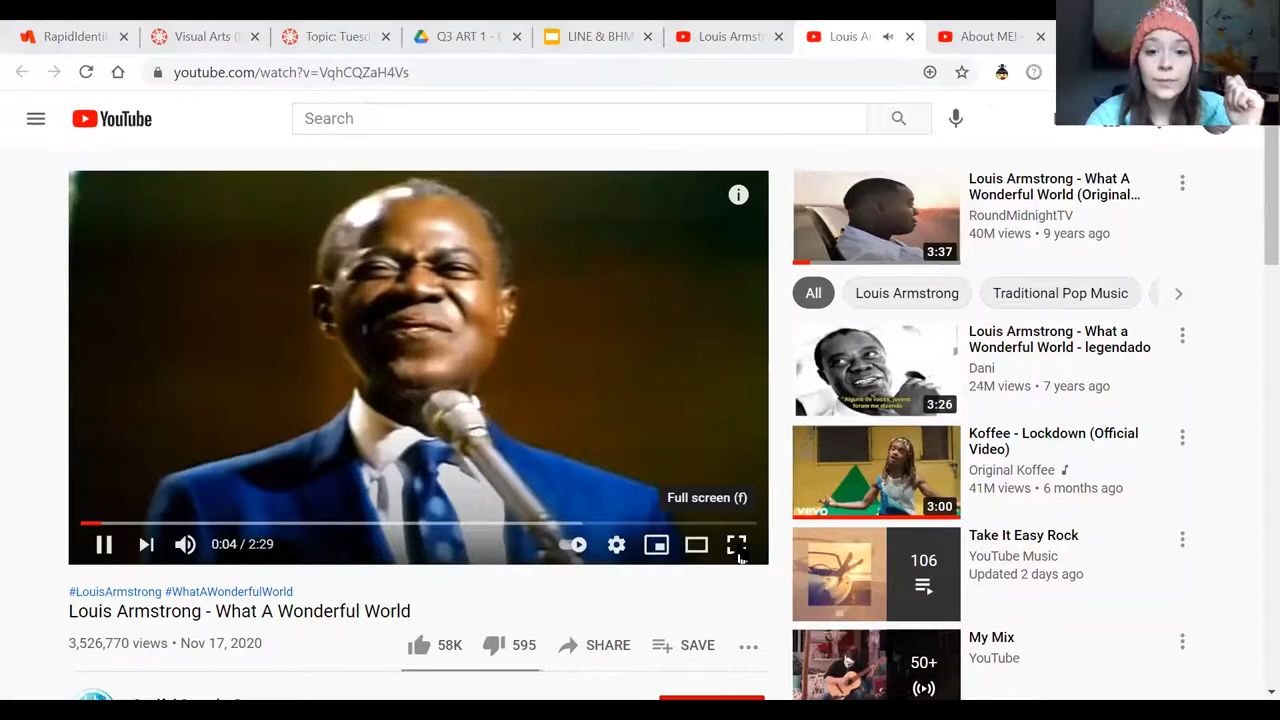 RapidIdenti
Visual Arts (
Topic: Tuesd
Q3 ART 1 - (
LINE & BHM
Louis Armst
Louis Ar
About ME! -
youtube.com/watch?v=VqhCQZaH4Vs
YouTube
Search
Full screen (f)
0:04 / 2:29
#LouisArmstrong #WhatAWonderfulWorld
Louis Armstrong - What A Wonderful World
3,526,770 views • Nov 17, 2020
58K
595
SHARE
SAVE
Louis Armstrong - What A
Wonderful World (Original...
RoundMidnightTV
40M views • 9 years ago
3:37
All
Louis Armstrong
Traditional Pop Music
Louis Armstrong - What a
Wonderful World - legendado
Dani
24M views • 7 years ago
3:26
Koffee - Lockdown (Official
Video)
Original Koffee
41M views • 6 months ago
vevo
3:00
Take It Easy Rock
YouTube Music
Updated 2 days ago
106
My Mix
YouTube
50+